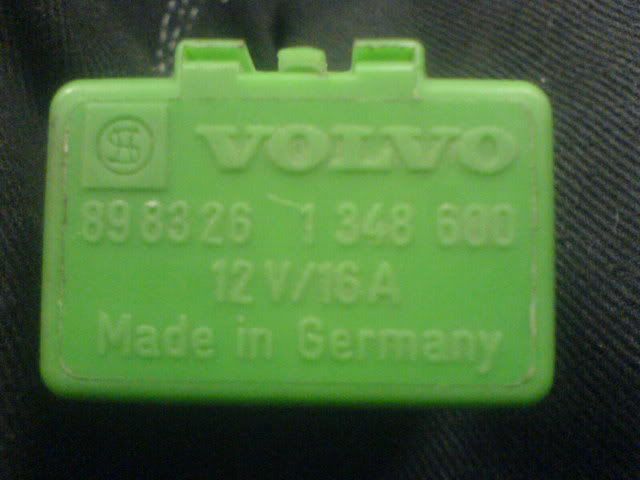 VOLVO
89 83 26 1 348 600
12 V/16 A
Made in Germany